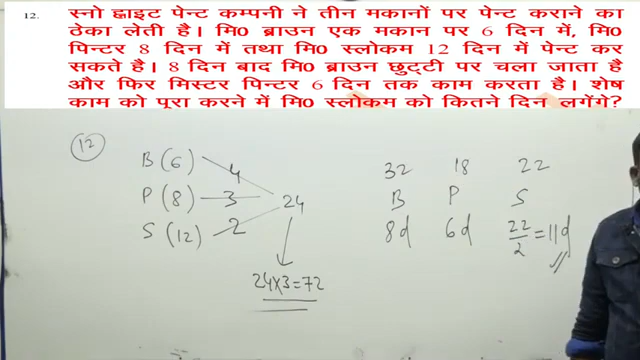 12. स्नो ह्वाइट पेन्ट कम्पनी ने तीन मकानों पर पेन्ट कराने का
ठेका लेती है। मि0 ब्राउन एक मकान पर 6 दिन में, मि0
पिन्टर 8 दिन में तथा मि0 स्लोकम 12 दिन में पेन्ट कर
सकते है। 8 दिन बाद मि0 ब्राउन छुट्टी पर चला जाता है
और फिर मिस्टर पिन्टर 6 दिन तक काम करता है। शेष
काम को पूरा करने में मि0 स्लोकम को कितने दिन लगेंगे?
12
B (6) 4
P (8) 3 24
S (12) 2
24x3=72
32 18 22
B P S
8d 6d 22/2=11d